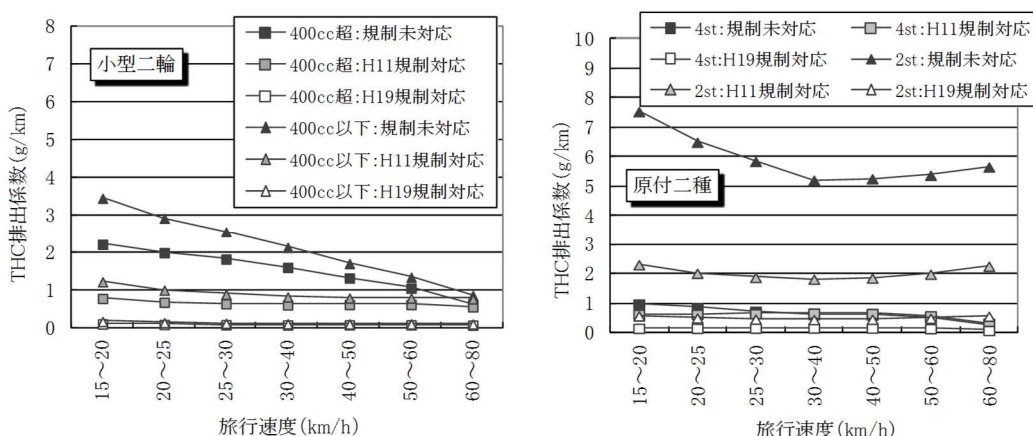 8
7
6
5
4
3
2
1
0
THC排出係数(g/km)
小型二輪
400cc超:規制未対応
400cc超:H11規制対応
400cc超:H19規制対応
400cc以下:規制未対応
400cc以下:H11規制対応
400cc以下:H19規制対応
15～20
20～25
25～30
30～40
40～50
50～60
60～80
旅行速度(km/h)
10
9
8
7
6
5
4
3
2
1
0
THC排出係数(g/km)
4st:規制未対応
4st:H11規制対応
4st:H19規制対応
2st:規制未対応
2st:H11規制対応
2st:H19規制対応
原付二種
15～20
20～25
25～30
30～40
40～50
50～60
60～80
旅行速度(km/h)